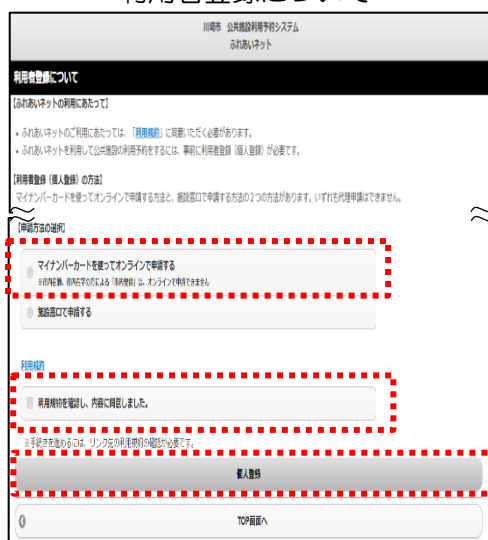 川崎市 公共施設利用予約システム
ふれあいネット
利用者登録について
【ふれあいネットの利用にあたって】
・ふれあいネットのご利用にあたっては、「利用規約」に同意いただく必要があります。
・ふれあいネットを利用して公共施設の利用予約をするには、事前に利用者登録（個人登録）が必要です。
【利用者登録（個人登録）の方法】
マイナンバーカードを使ってオンラインで申請する方法と、施設窓口で申請する方法の2つの方法があります。いずれも代理申請はできません。
【申請方法の選択】
マイナンバーカードを使ってオンラインで申請する
※市内在勤、市内在学の方による「市内登録」は、オンラインで申請できません
施設窓口で申請する
利用規約
利用規約を確認し、内容に同意しました。
※手続きを進めるには、リンク先の利用規約の確認が必要です。
個人登録
TOP画面へ